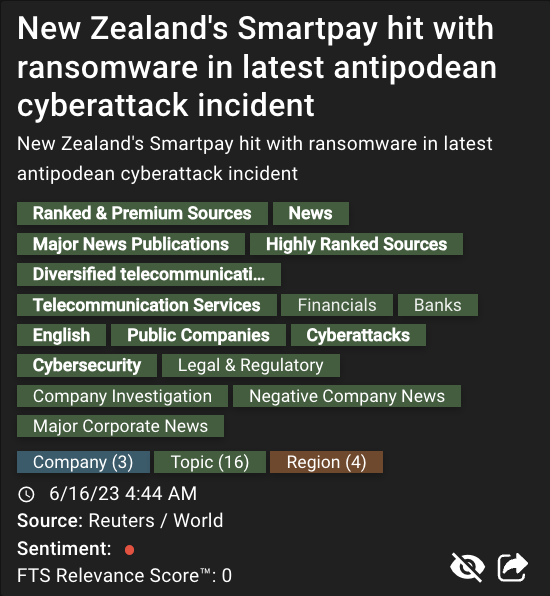 New Zealand's Smartpay hit with
ransomware in latest antipodean
cyberattack incident
New Zealand's Smartpay hit with ransomware in latest
antipodean cyberattack incident
Ranked & Premium Sources News
Major News Publications Highly Ranked Sources
Diversified telecommunicati...
Telecommunication Services Financials Banks
English Public Companies Cyberattacks
Cybersecurity Legal & Regulatory
Company Investigation Negative Company News
Major Corporate News
Company (3) Topic (16) Region (4)
6/16/23 4:44 AM
Source: Reuters / World
Sentiment:
FTS Relevance Score™: 0